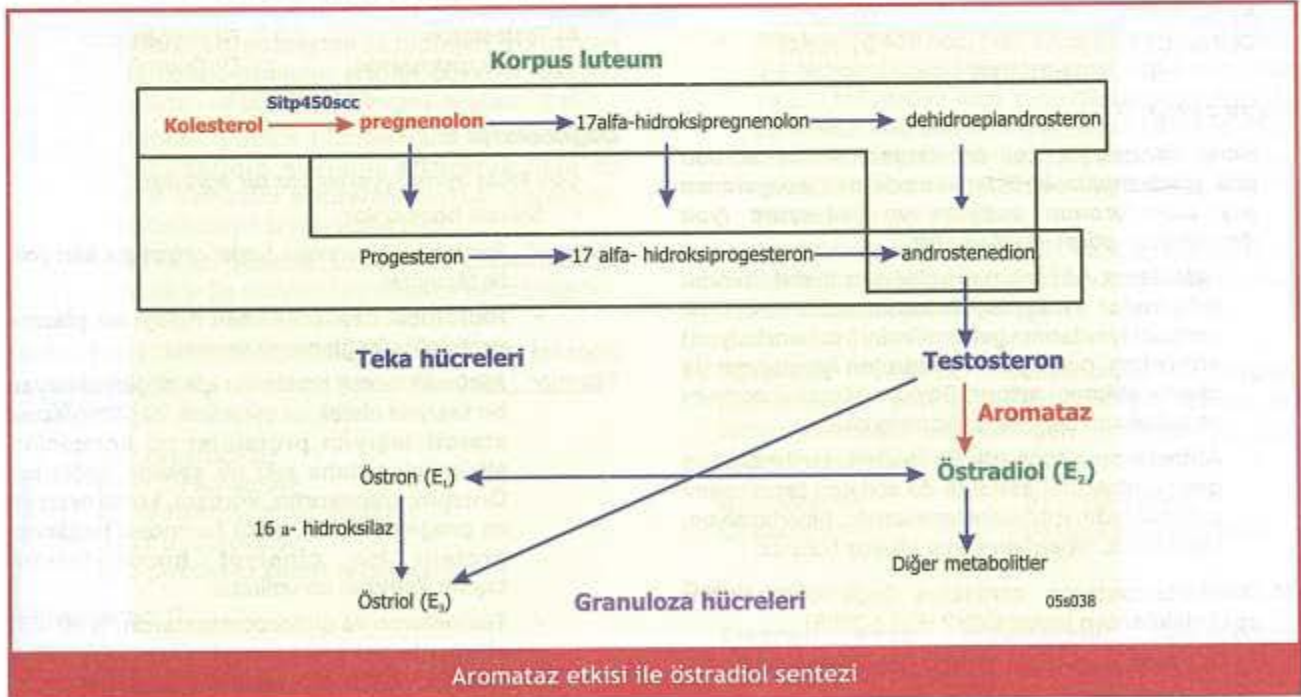 Korpus luteum
Sitp450scc
Kolesterol pregnenolon 17alfa-hidroksipregnenolon dehidroeplandrosteron
Progesteron 17 alfa- hidroksiprogesteron androstenedion
Teka hücreleri Testosteron
Aromataz
Östron (E₁) Östradiol (E₂)
16 a- hidroksilaz
Diğer metabolitler
Östriol (E₃) Granuloza hücreleri 05s038
Aromataz etkisi ile östradiol sentezi